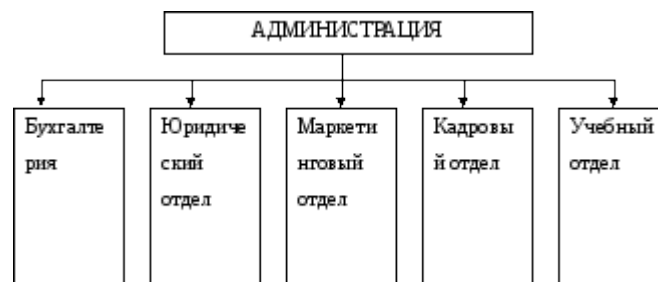 АДМИНИСТРАЦИЯ
Бухгалте
рия
Юридиче
ский
отдел
Маркети
нговый
отдел
Кадровы
й отдел
Учебный
отдел